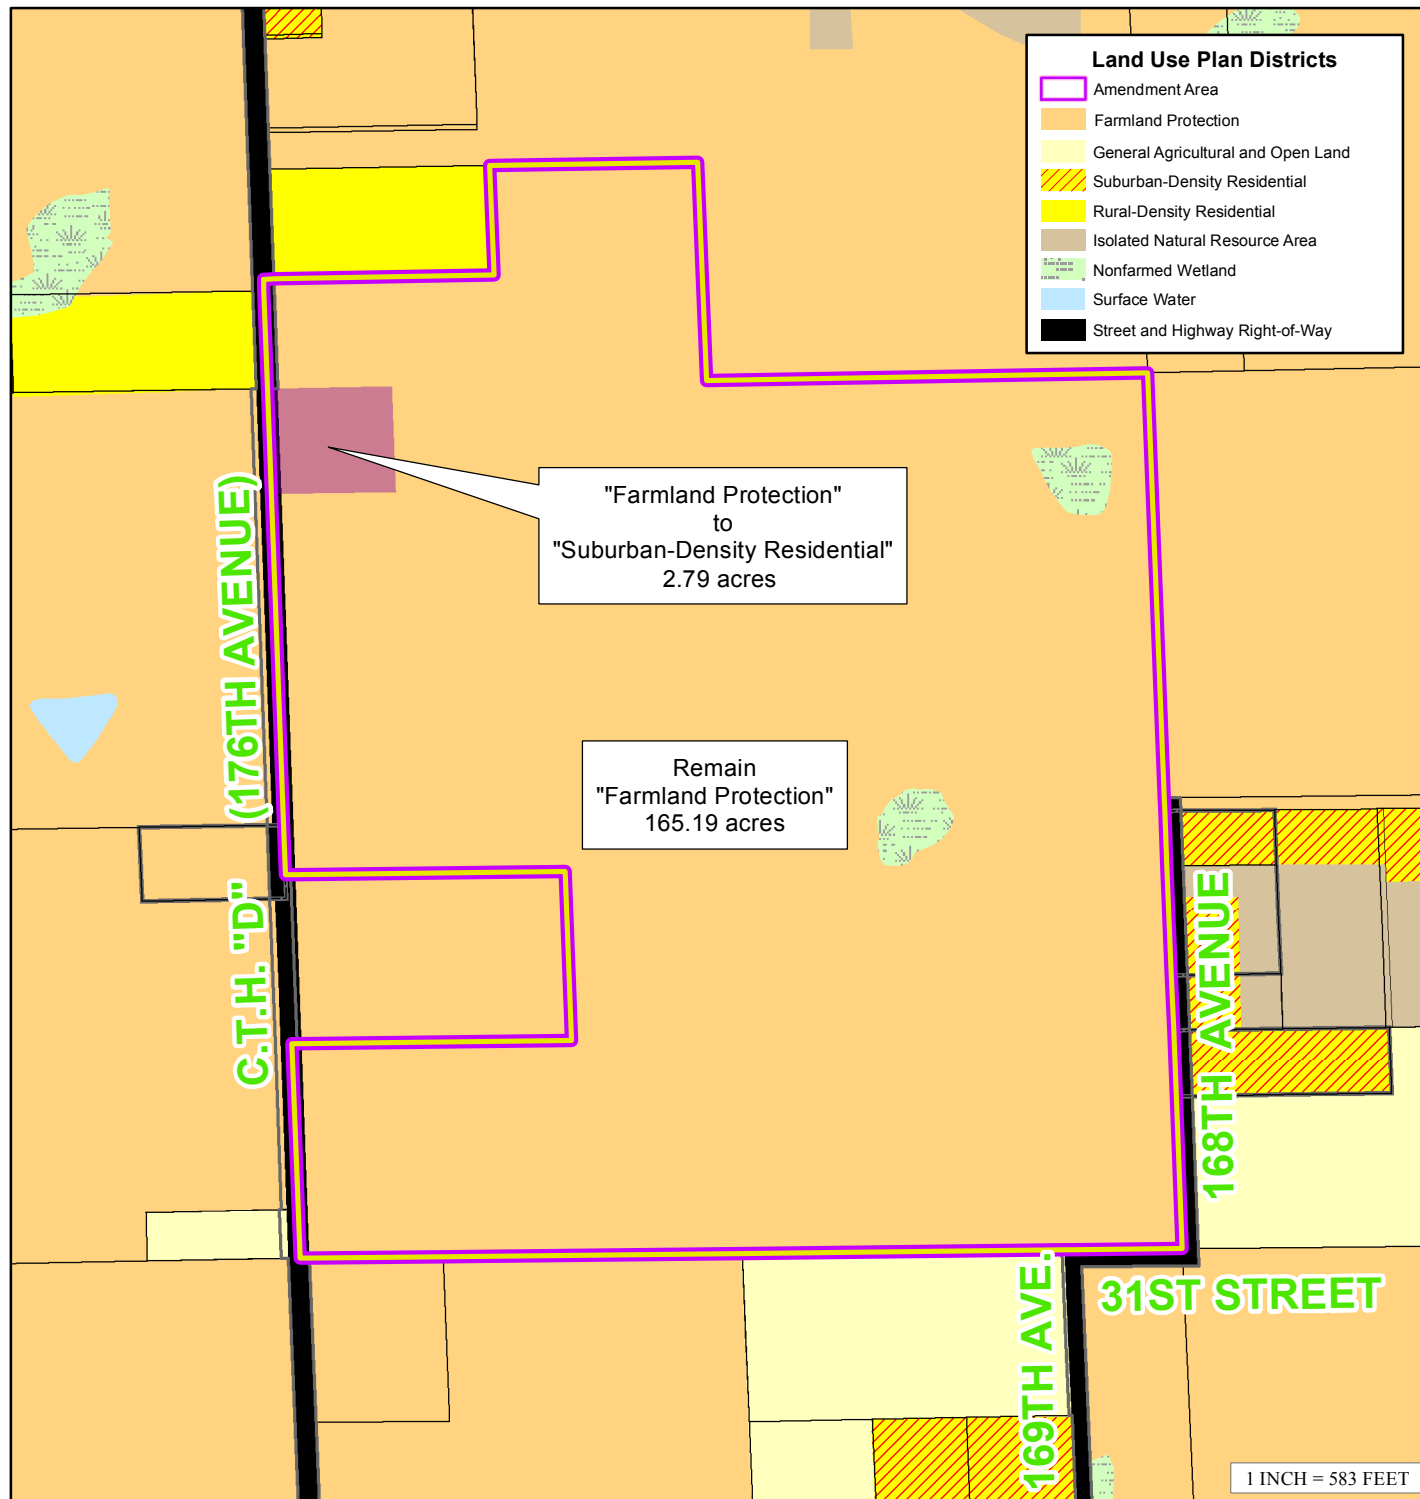 Land Use Plan Districts
Amendment Area
Farmland Protection
General Agricultural and Open Land
Suburban-Density Residential
Rural-Density Residential
Isolated Natural Resource Area
Nonfarmed Wetland
Surface Water
Street and Highway Right-of-Way
"Farmland Protection"
to
"Suburban-Density Residential"
2.79 acres
Remain
"Farmland Protection"
165.19 acres
C.T.H. "D" (176TH AVENUE)
168TH AVENUE
169TH AVE.
31ST STREET
1 INCH = 583 FEET